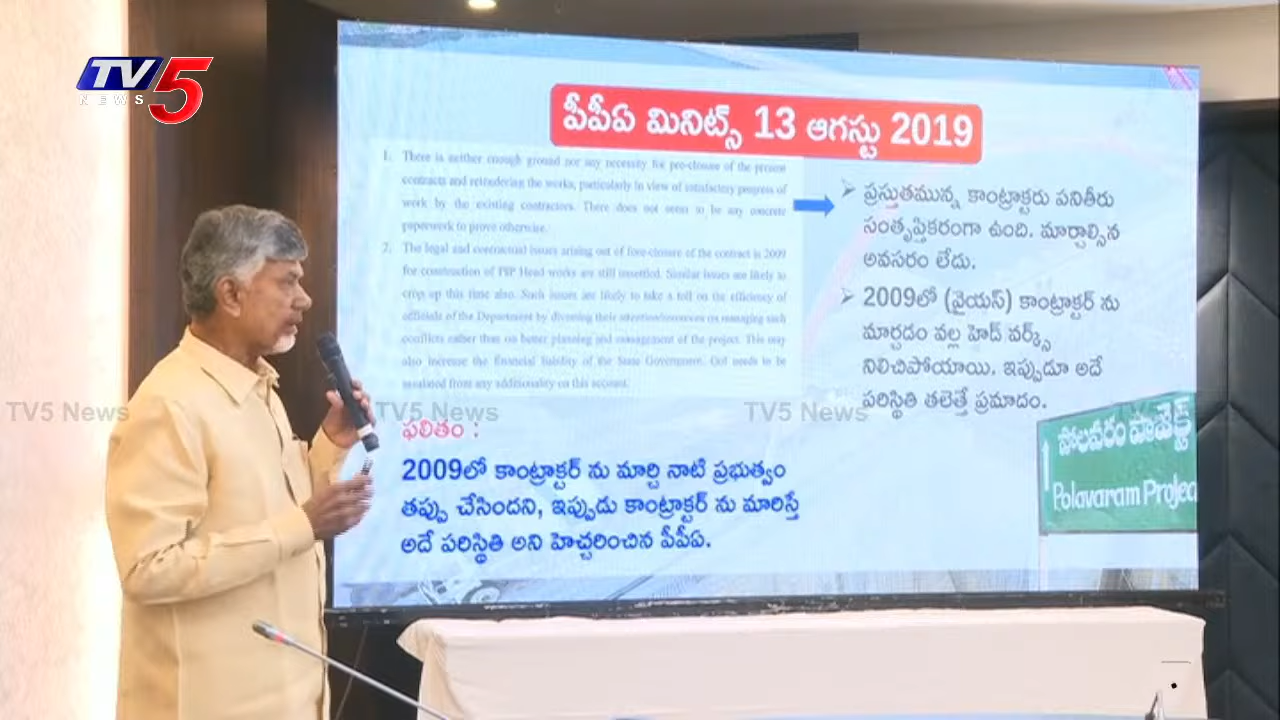 TV5
NEWS
పీపీఏ మినిట్స్ 13 ఆగస్టు 2019
1. There is neither enough ground nor any necessity for pre-closure of the present
contracts and retendering the works, particularly in view of satisfactory progress of
work by the existing contractors. There does not seem to be any concrete
paperwork to prove otherwise.
2. The legal and contractual issues arising out of fore-closure of the contract in 2009
for construction of PIP Head works are still unsettled. Similar issues are likely to
crop up this time also. Such issues are likely to take a toll on the efficiency of
officials of the Department by diverting their attention/resources on managing such
conflicts rather than on better planning and management of the project. This may
also increase the financial liability of the State Government. GoI needs to be
insulated from any additionality on this account.
➢ ప్రస్తుతమున్న కాంట్రాక్టరు పనితీరు
సంతృప్తికరంగా ఉంది. మార్చాల్సిన
అవసరం లేదు.
➢ 2009లో (వైయస్) కాంట్రాక్టర్ ను
మార్చడం వల్ల హెడ్ వర్క్స్
నిలిచిపోయాయి. ఇప్పుడూ అదే
పరిస్థితి తలెత్తే ప్రమాదం.
TV5 News
TV5 News
TV5 News
ఫలితం :
2009లో కాంట్రాక్టర్ ను మార్చి నాటి ప్రభుత్వం
తప్పు చేసిందని, ఇప్పుడు కాంట్రాక్టర్ ను మారిస్తే
అదే పరిస్థితి అని హెచ్చరించిన పీపీఏ.
పోలవరం
Polavaram Projec